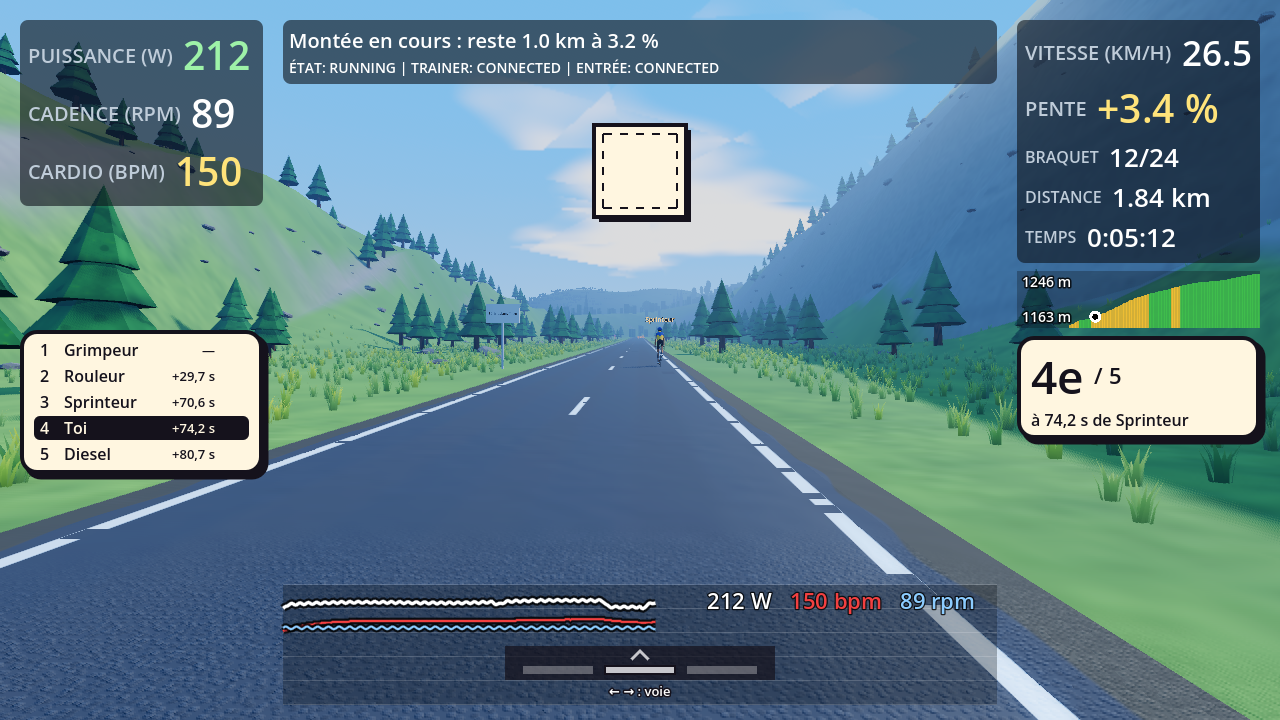 PUISSANCE (W) 212
CADENCE (RPM) 89
CARDIO (BPM) 150
Montée en cours : reste 1.0 km à 3.2 %
ÉTAT: RUNNING | TRAINER: CONNECTED | ENTRÉE: CONNECTED
VITESSE (KM/H) 26.5
PENTE +3.4 %
BRAQUET 12/24
DISTANCE 1.84 km
TEMPS 0:05:12
1246 m
1163 m
Sprinteur
1 Grimpeur —
2 Rouleur +29,7 s
3 Sprinteur +70,6 s
4 Toi +74,2 s
5 Diesel +80,7 s
4e / 5
à 74,2 s de Sprinteur
212 W 150 bpm 89 rpm
← → : voie